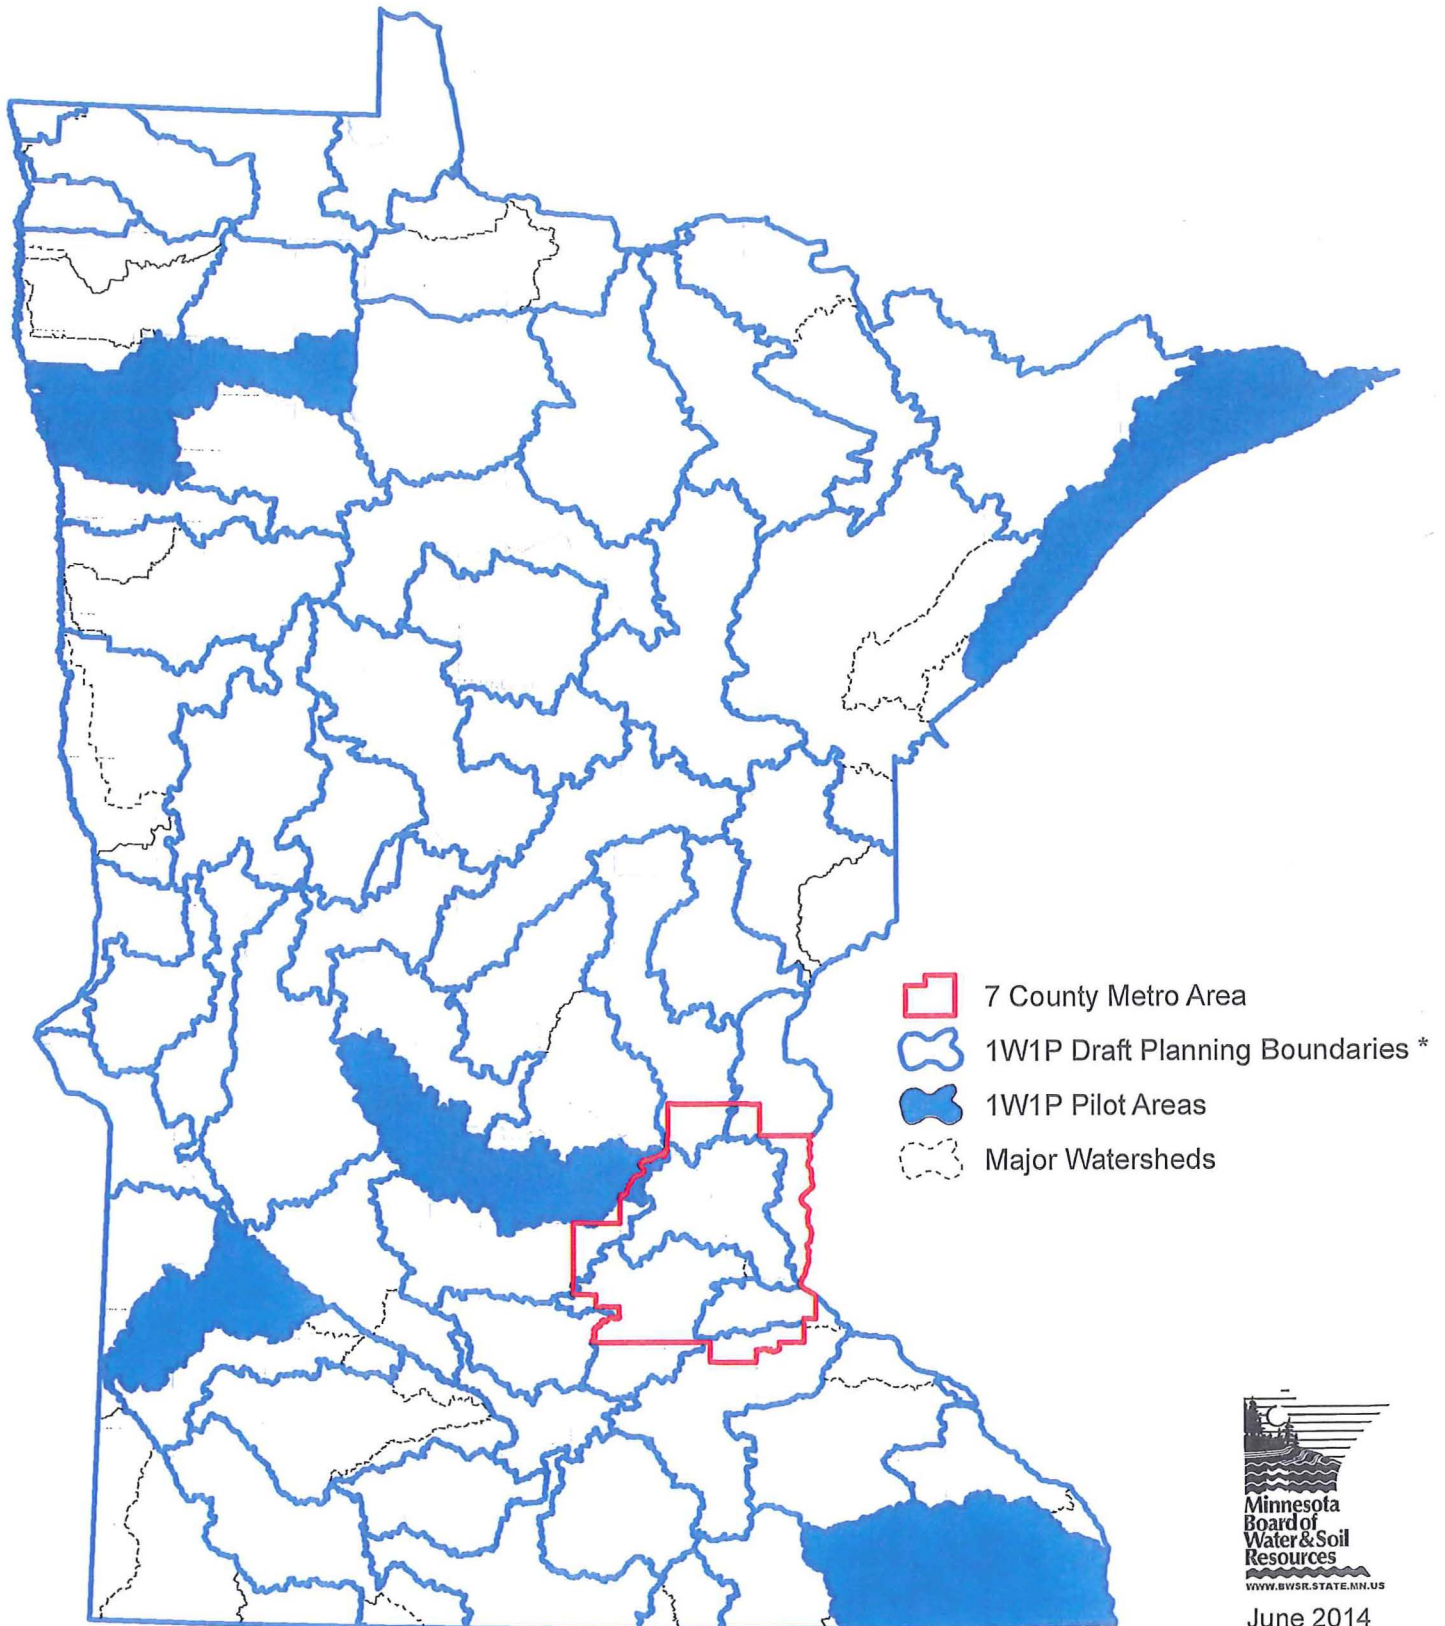 7 County Metro Area
1W1P Draft Planning Boundaries *
1W1P Pilot Areas
Major Watersheds
Minnesota
Board of
Water & Soil
Resources
WWW.BWSR.STATE.MN.US
June 2014